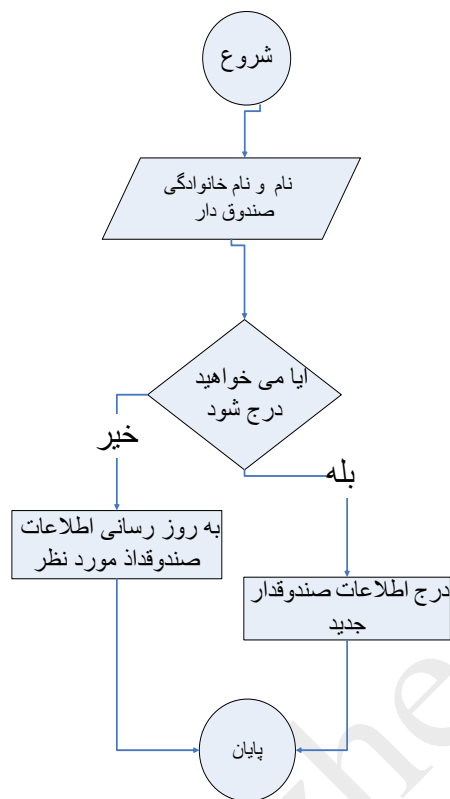 شروع
نام و نام خانوادگی
صندوق دار
ایا می خواهید
درج شود
خیر
بله
به روز رسانی اطلاعات
صندوقداذ مورد نظر
درج اطلاعات صندوقدار
جدید
پایان